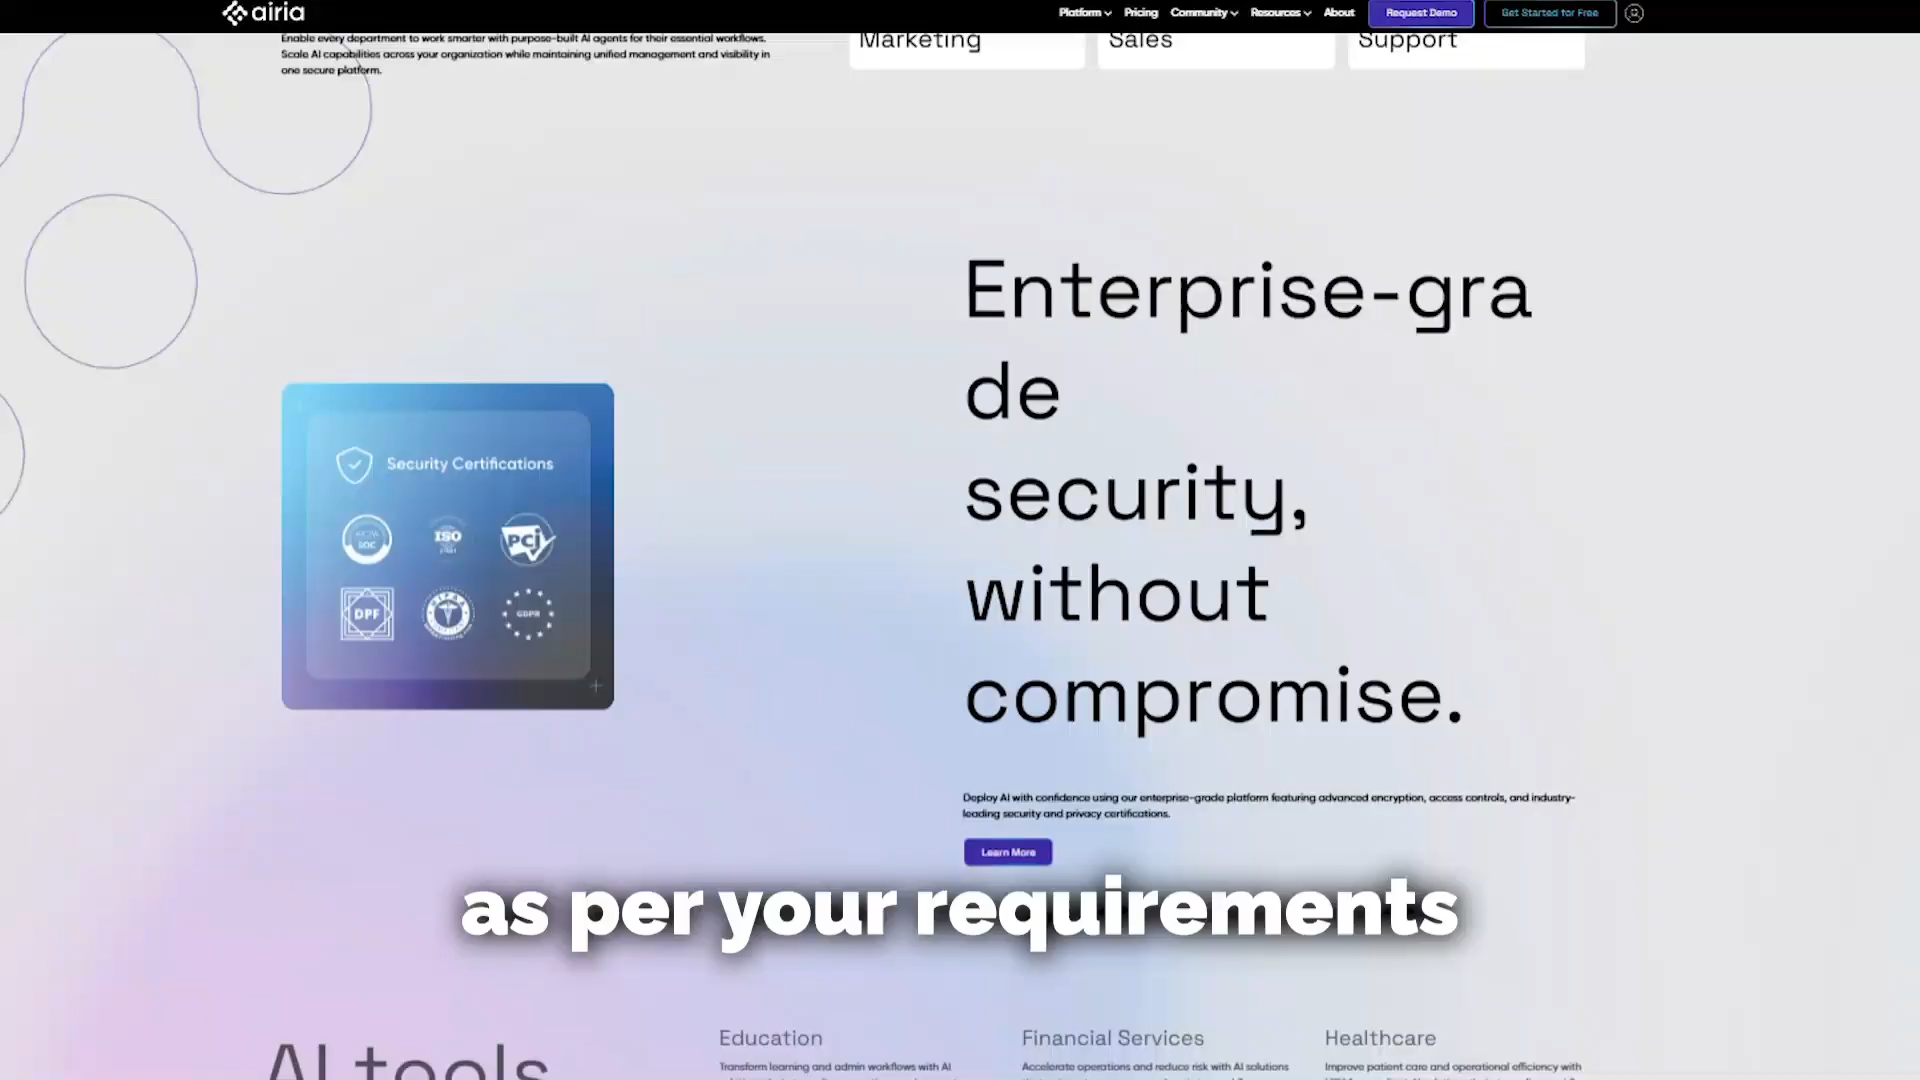 airia
Platform
Pricing
Community
Resources
About
Request Demo
Get Started for Free
Enable every department to work smarter with purpose-built AI agents for their essential workflows.
Scale AI capabilities across your organization while maintaining unified management and visibility in
one secure platform.
Marketing
Sales
Support
Security Certifications
SOC
ISO
PCI
DPF
HIPAA
GDPR
Enterprise-gra
de
security,
without
compromise.
Deploy AI with confidence using our enterprise-grade platform featuring advanced encryption, access controls, and industry-
leading security and privacy certifications.
Learn More
as per your requirements
AI tools
Education
Transform learning and admin workflows with AI
Financial Services
Accelerate operations and reduce risk with AI solutions
Healthcare
Improve patient care and operational efficiency with